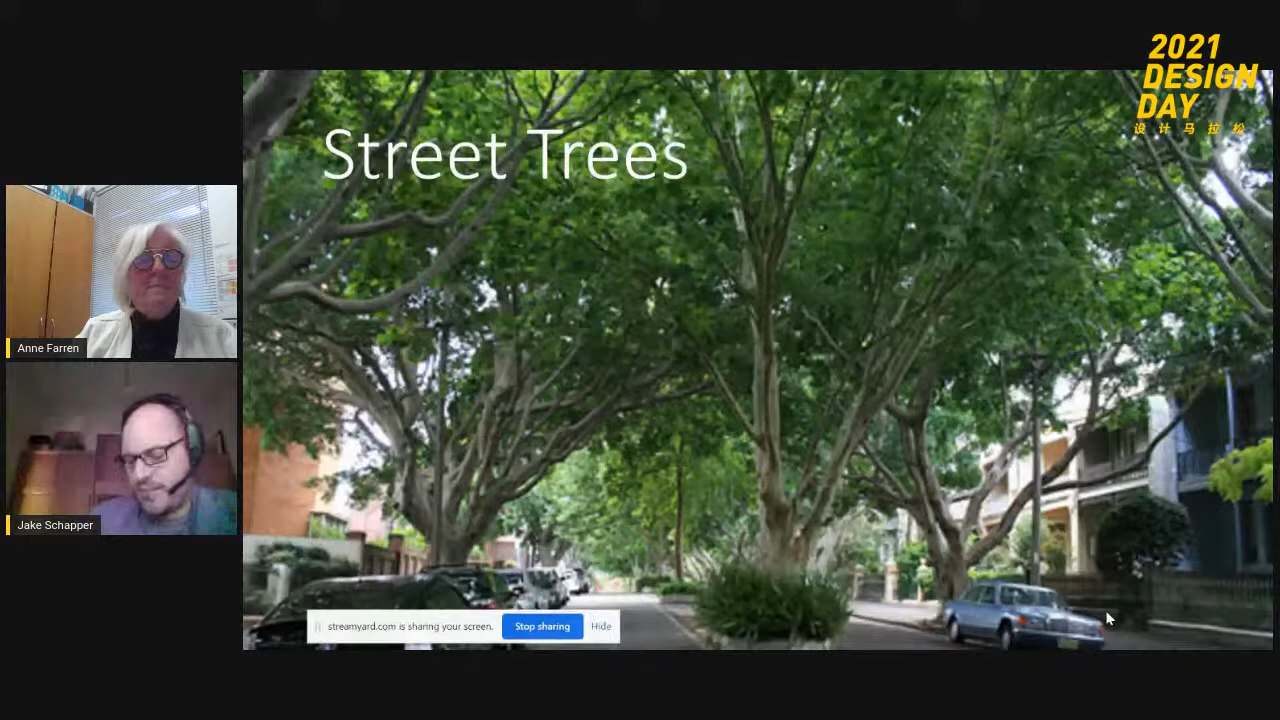 2021
DESIGN
DAY
设计马拉松
Street Trees
Anne Farren
Jake Schapper
streamyard.com is sharing your screen.
Stop sharing
Hide